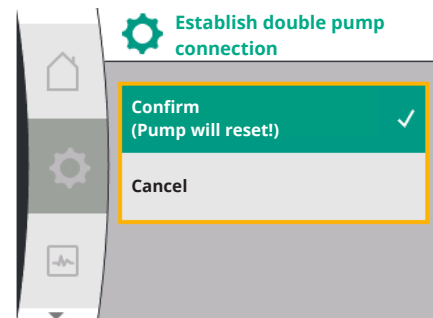 Establish double pump
connection
Confirm
(Pump will reset!)
Cancel